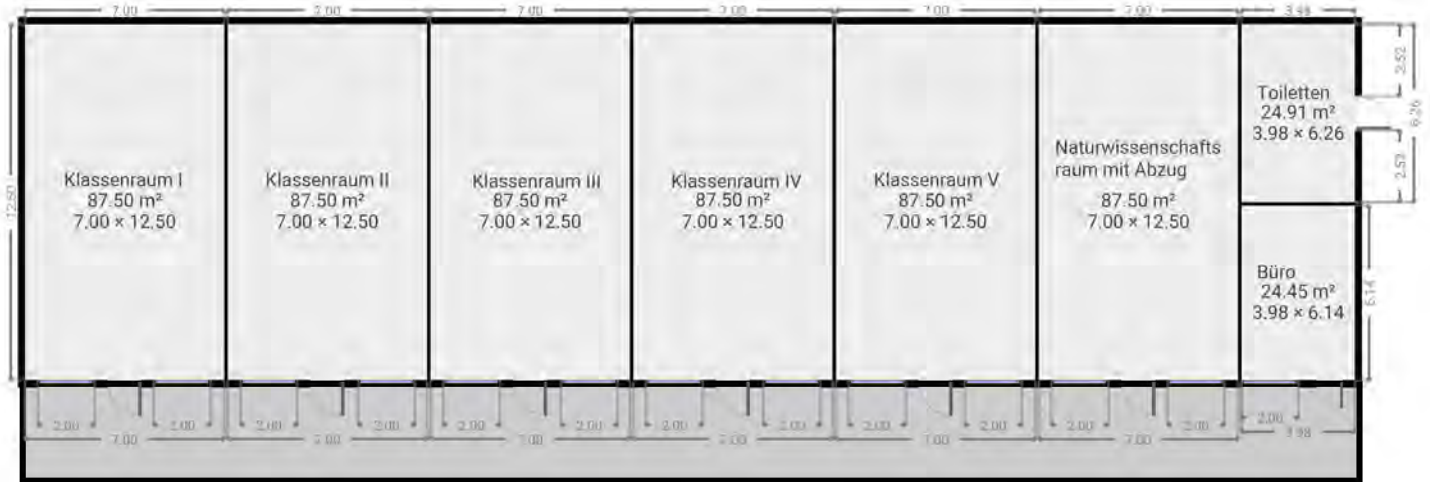 7.00 7.00 7.00 7.00 7.00 7.00 3.98
2.52
6.26
2.52
12.50
Klassenraum I
87.50 m²
7.00 × 12.50
Klassenraum II
87.50 m²
7.00 × 12.50
Klassenraum III
87.50 m²
7.00 × 12.50
Klassenraum IV
87.50 m²
7.00 × 12.50
Klassenraum V
87.50 m²
7.00 × 12.50
Naturwissenschafts
raum mit Abzug
87.50 m²
7.00 × 12.50
Toiletten
24.91 m²
3.98 × 6.26
Büro
24.45 m²
3.98 × 6.14
6.14
2.00 2.00 2.00 2.00 2.00 2.00 2.00 2.00 2.00 2.00 2.00 2.00 2.00
7.00 7.00 7.00 7.00 7.00 7.00 3.98